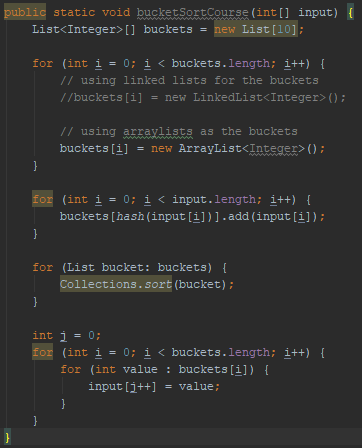 public static void bucketSortCourse(int[] input) {
    List<Integer>[] buckets = new List[10];
    for (int i = 0; i < buckets.length; i++) {
        // using linked lists for the buckets
        //buckets[i] = new LinkedList<Integer>();
        // using arraylists as the buckets
        buckets[i] = new ArrayList<Integer>();
    }
    for (int i = 0; i < input.length; i++) {
        buckets[hash(input[i])].add(input[i]);
    }
    for (List bucket: buckets) {
        Collections.sort(bucket);
    }
    int j = 0;
    for (int i = 0; i < buckets.length; i++) {
        for (int value : buckets[i]) {
            input[j++] = value;
        }
    }
}